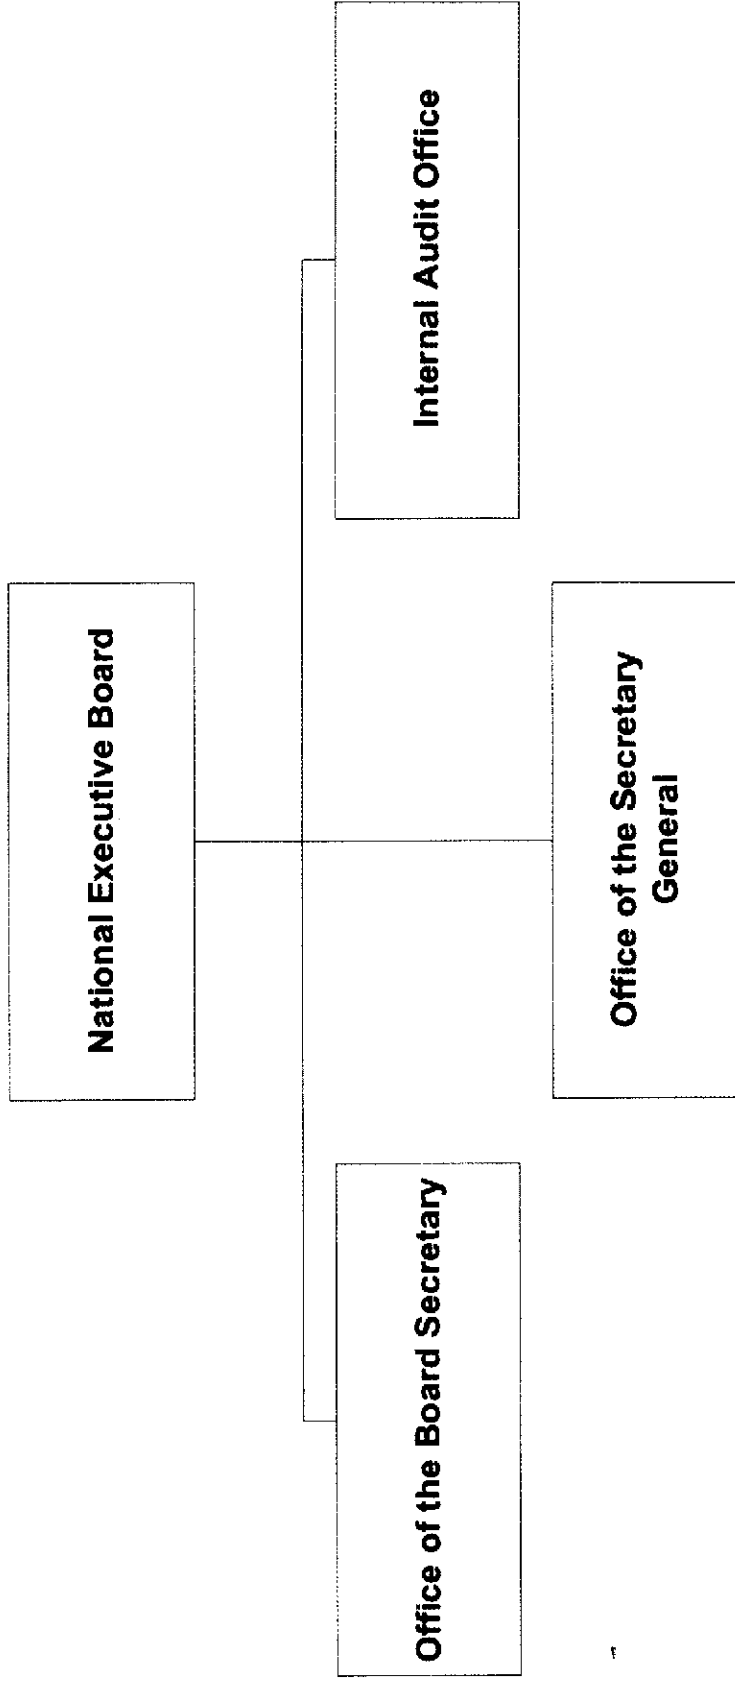 National Executive Board
Office of the Board Secretary
Internal Audit Office
Office of the Secretary
General